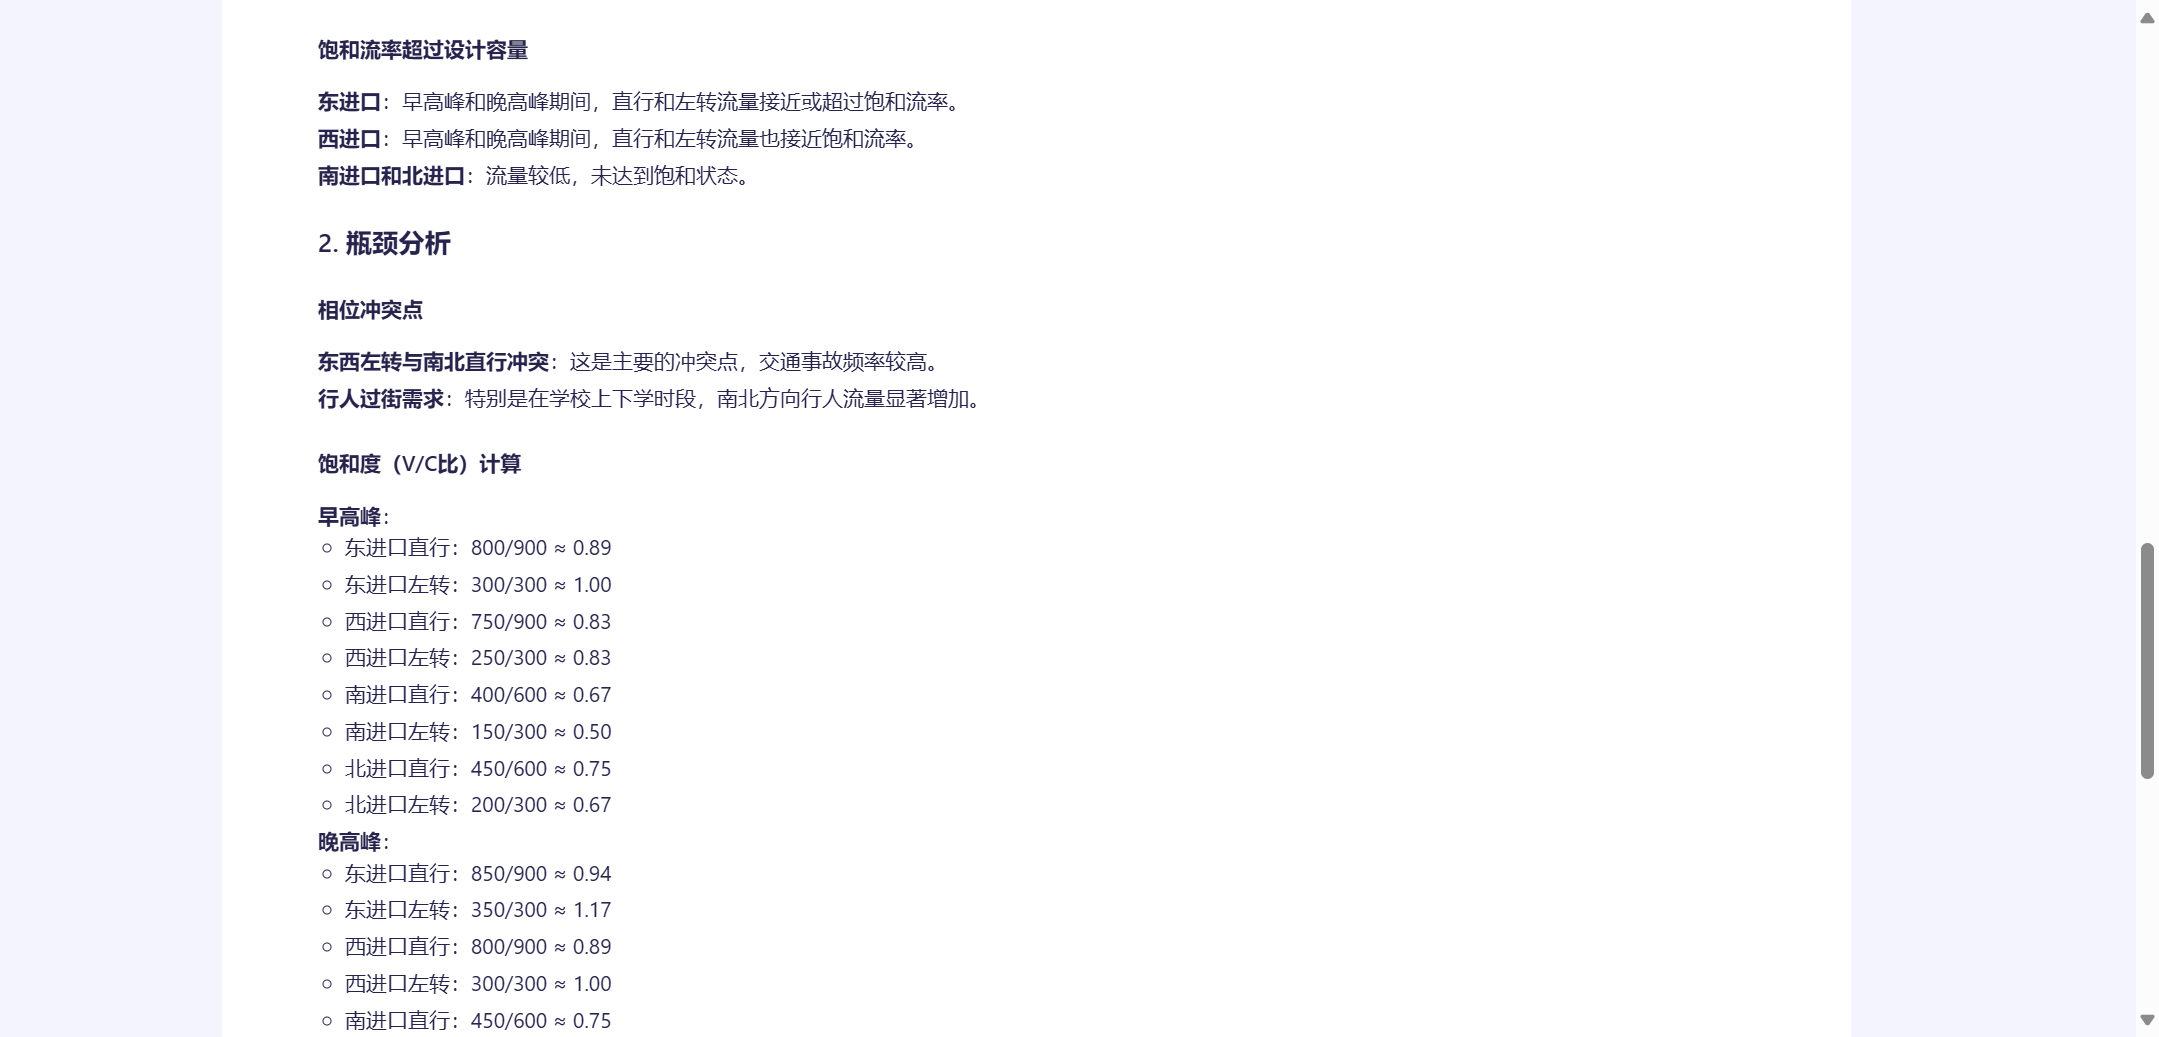 饱和流率超过设计容量
东进口：早高峰和晚高峰期间，直行和左转流量接近或超过饱和流率。
西进口：早高峰和晚高峰期间，直行和左转流量也接近饱和流率。
南进口和北进口：流量较低，未达到饱和状态。
2. 瓶颈分析
相位冲突点
东西左转与南北直行冲突：这是主要的冲突点，交通事故频率较高。
行人过街需求：特别是在学校上下学时段，南北方向行人流量显著增加。
饱和度（V/C比）计算
早高峰：
东进口直行：800/900 ≈ 0.89
东进口左转：300/300 ≈ 1.00
西进口直行：750/900 ≈ 0.83
西进口左转：250/300 ≈ 0.83
南进口直行：400/600 ≈ 0.67
南进口左转：150/300 ≈ 0.50
北进口直行：450/600 ≈ 0.75
北进口左转：200/300 ≈ 0.67
晚高峰：
东进口直行：850/900 ≈ 0.94
东进口左转：350/300 ≈ 1.17
西进口直行：800/900 ≈ 0.89
西进口左转：300/300 ≈ 1.00
南进口直行：450/600 ≈ 0.75